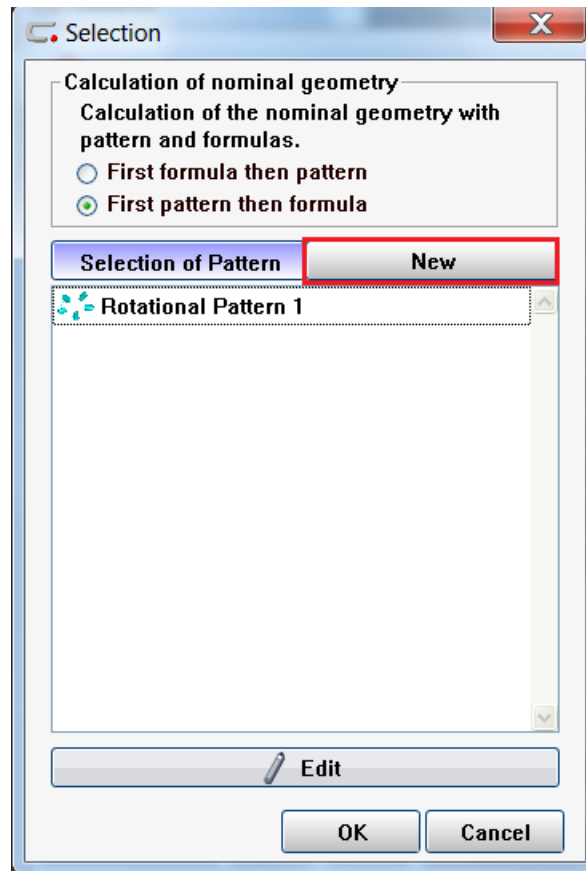 Selection
Calculation of nominal geometry
Calculation of the nominal geometry with
pattern and formulas.
First formula then pattern
First pattern then formula
Selection of Pattern
New
Rotational Pattern 1
Edit
OK
Cancel